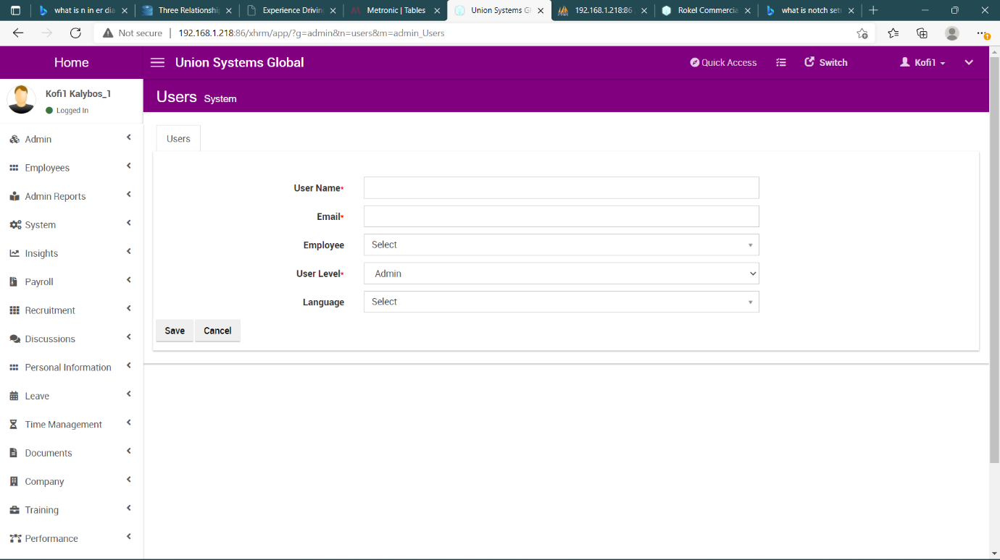 what is n in er dia
Three Relationshi
Experience Drivin
Metronic | Tables
Union Systems Gl
192.168.1.218:86
Rokel Commercia
what is notch set
Not secure | 192.168.1.218:86/xhrm/app/?g=admin&n=users&m=admin_Users
Home
Union Systems Global
Quick Access
Switch
Kofi1
Kofi1 Kalybos_1
Logged In
Users System
Admin
Employees
Admin Reports
System
Insights
Payroll
Recruitment
Discussions
Personal Information
Leave
Time Management
Documents
Company
Training
Performance
Users
User Name*
Email*
Employee Select
User Level* Admin
Language Select
Save Cancel